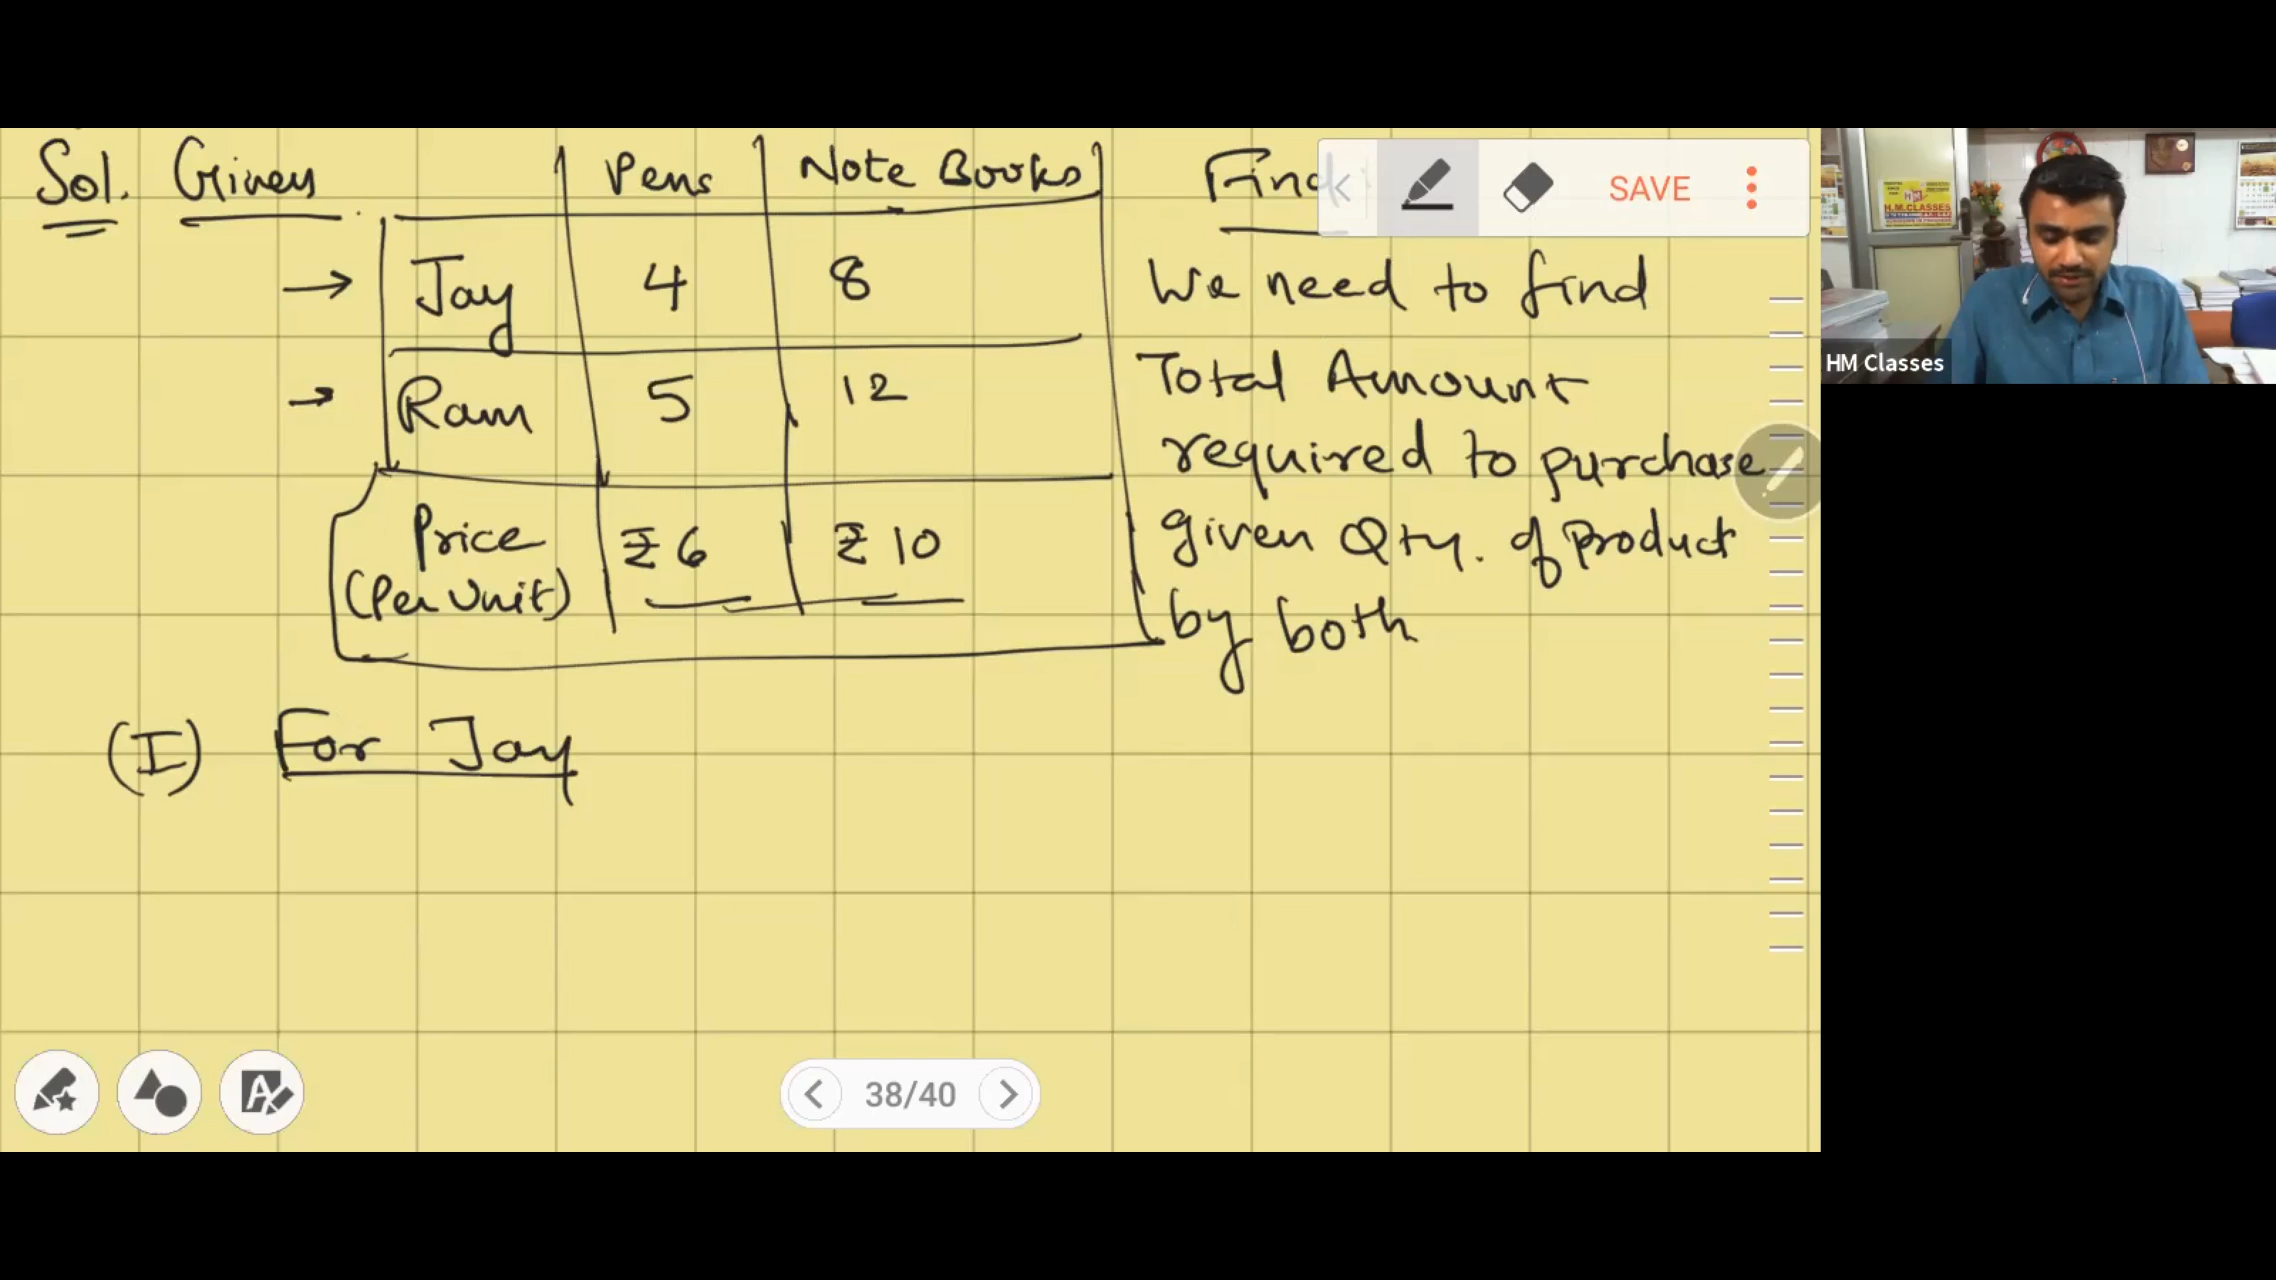 Sol. Given Pens Note Books Find
SAVE
Jay 4 8 We need to find
Total Amount
Ram 5 12
required to purchase
given Qty. of Product
Price ₹ 6 ₹ 10
(Per Unit)
by both
(I) For Jay
38/40
HM Classes
H.M.CLASSES